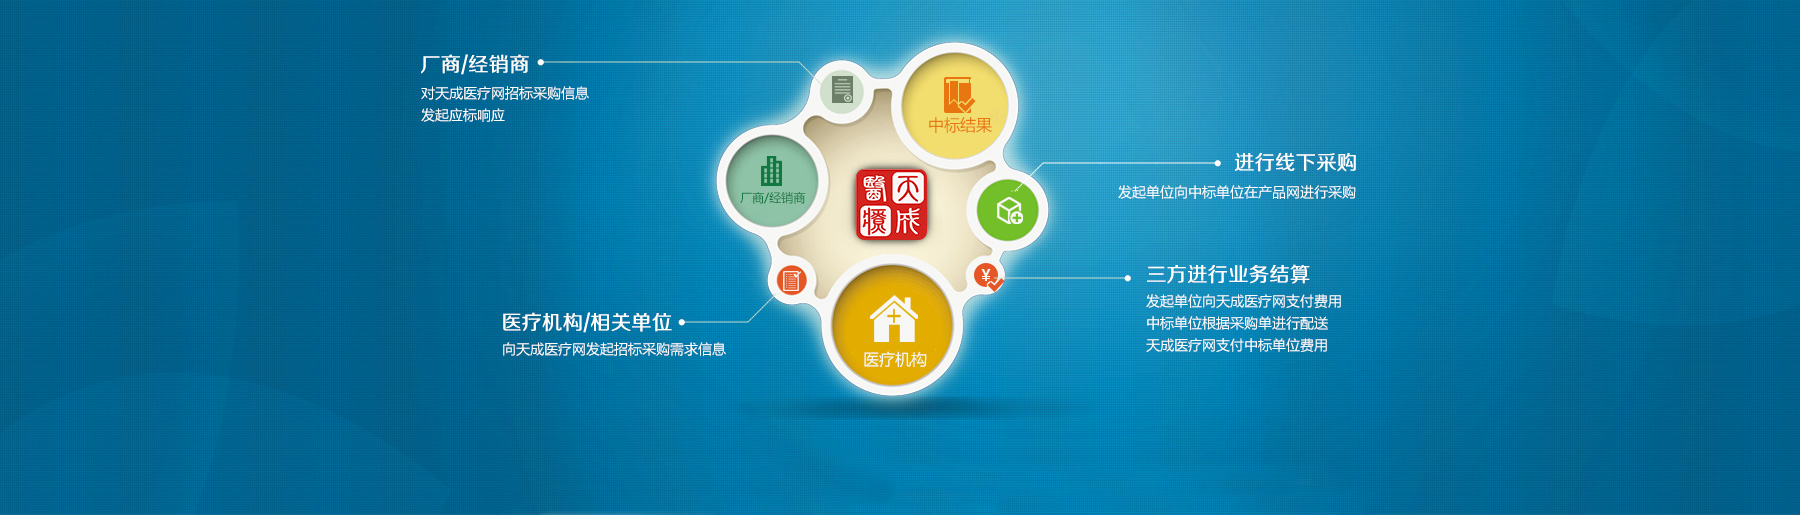 厂商/经销商
对天成医疗网招标采购信息
发起应标响应
中标结果
厂商/经销商
天成
醫療
进行线下采购
发起单位向中标单位在产品网进行采购
三方进行业务结算
发起单位向天成医疗网支付费用
中标单位根据采购单进行配送
天成医疗网支付中标单位费用
¥
医疗机构/相关单位
向天成医疗网发起招标采购需求信息
医疗机构